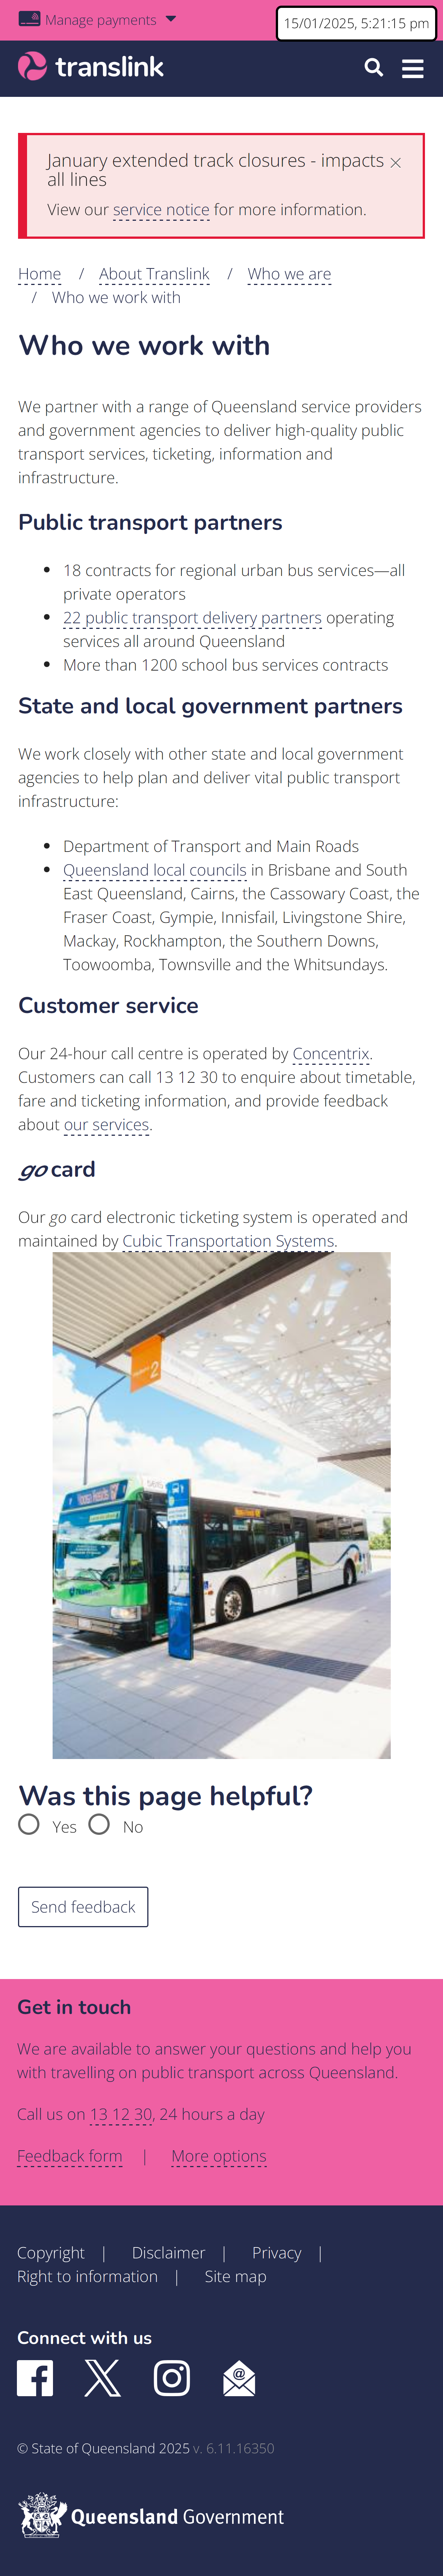 Manage payments
15/01/2025, 5:21:15 pm
translink
January extended track closures - impacts
all lines
View our service notice for more information.
Home / About Translink / Who we are
/ Who we work with
Who we work with
We partner with a range of Queensland service providers
and government agencies to deliver high-quality public
transport services, ticketing, information and
infrastructure.
Public transport partners
18 contracts for regional urban bus services—all
private operators
22 public transport delivery partners operating
services all around Queensland
More than 1200 school bus services contracts
State and local government partners
We work closely with other state and local government
agencies to help plan and deliver vital public transport
infrastructure:
Department of Transport and Main Roads
Queensland local councils in Brisbane and South
East Queensland, Cairns, the Cassowary Coast, the
Fraser Coast, Gympie, Innisfail, Livingstone Shire,
Mackay, Rockhampton, the Southern Downs,
Toowoomba, Townsville and the Whitsundays.
Customer service
Our 24-hour call centre is operated by Concentrix.
Customers can call 13 12 30 to enquire about timetable,
fare and ticketing information, and provide feedback
about our services.
go card
Our go card electronic ticketing system is operated and
maintained by Cubic Transportation Systems.
2
Was this page helpful?
Yes No
Send feedback
Get in touch
We are available to answer your questions and help you
with travelling on public transport across Queensland.
Call us on 13 12 30, 24 hours a day
Feedback form | More options
Copyright | Disclaimer | Privacy |
Right to information | Site map
Connect with us
© State of Queensland 2025 v. 6.11.16350
Queensland Government